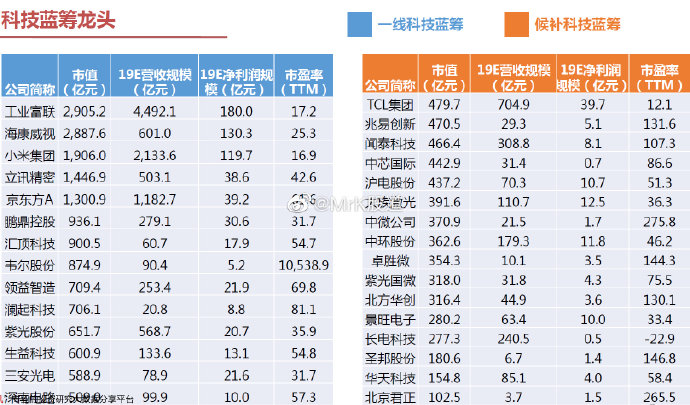 科技蓝筹龙头
一线科技蓝筹
候补科技蓝筹
公司简称 市值（亿元） 19E营收规模（亿元） 19E净利润规模（亿元） 市盈率（TTM）
工业富联 2,905.2 4,492.1 180.0 17.2
海康威视 2,887.6 601.0 130.3 25.3
小米集团 1,906.0 2,133.6 119.7 16.9
立讯精密 1,446.9 503.1 38.6 42.6
京东方A 1,300.9 1,182.7 39.2
鹏鼎控股 936.1 279.1 30.6 31.7
汇顶科技 900.5 60.7 17.9 54.7
韦尔股份 874.9 90.4 5.2 10,538.9
领益智造 709.4 253.4 21.9 69.8
澜起科技 706.1 20.8 8.8 81.1
紫光股份 651.7 568.7 20.7 35.9
生益科技 600.9 133.6 13.1 54.8
三安光电 588.9 78.9 21.6 31.7
深南电路 99.9 10.0 57.3
公司简称 市值（亿元） 19E营收规模（亿元） 19E净利润规模（亿元） 市盈率（TTM）
TCL集团 479.7 704.9 39.7 12.1
兆易创新 470.5 29.3 5.1 131.6
闻泰科技 466.4 308.8 8.1 107.3
中芯国际 442.9 31.4 0.7 86.6
沪电股份 437.2 70.3 10.7 51.3
391.6 110.7 12.5 36.3
中微公司 370.9 21.5 1.7 275.8
中环股份 362.6 179.3 11.8 46.2
卓胜微 354.3 10.1 3.5 144.3
紫光国微 318.0 31.8 4.3 75.5
北方华创 316.4 44.9 3.6 130.1
景旺电子 280.2 63.4 10.0 33.4
长电科技 277.3 240.5 0.5 -22.9
圣邦股份 180.6 6.7 1.4 146.8
华天科技 154.8 85.1 4.0 58.4
北京君正 102.5 3.7 1.5 265.5